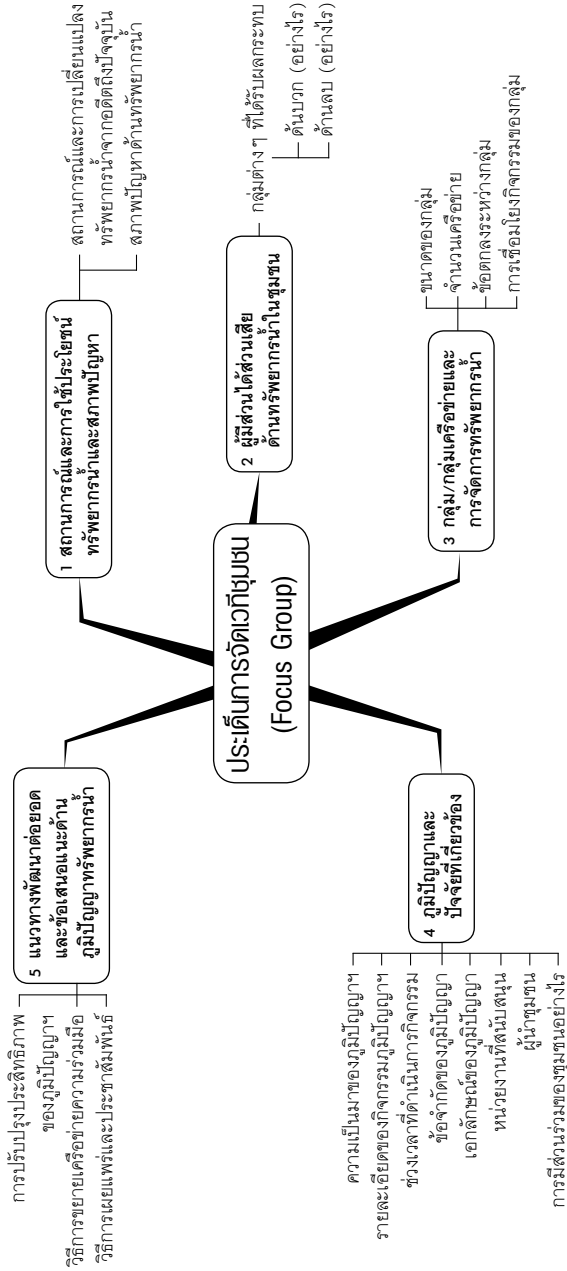 ประเด็นการจัดเวทีชุมชน
(Focus Group)
1 สถานการณ์และการใช้ประโยชน์
ทรัพยากรน้ำและสภาพปัญหา
สถานการณ์และการเปลี่ยนแปลง
ทรัพยากรน้ำจากอดีตถึงปัจจุบัน
สภาพปัญหาด้านทรัพยากรน้ำ
2 ผู้มีส่วนได้ส่วนเสีย
ด้านทรัพยากรน้ำในชุมชน
กลุ่มต่างๆ ที่ได้รับผลกระทบ
ด้นบวก (อย่างไร)
ด้านลบ (อย่างไร)
3 กลุ่ม/กลุ่มเครือข่ายและ
การจัดการทรัพยากรน้ำ
ขนาดของกลุ่ม
จำนวนเครือข่าย
ข้อตกลงระหว่างกลุ่ม
การเชื่อมโยงกิจกรรมของกลุ่ม
4 ภูมิปัญญาและ
ปัจจัยที่เกี่ยวข้อง
ความเป็นมาของภูมิปัญญาฯ
รายละเอียดของกิจกรรมภูมิปัญญาฯ
ช่วงเวลาที่ดำเนินการกิจกรรม
ข้อจำกัดของภูมิปัญญา
เอกลักษณ์ของภูมิปัญญา
หน่วยงานที่สนับสนุน
ผู้นำชุมชน
การมีส่วนร่วมของชุมชนอย่างไร
5 แนวทางพัฒนาต่อยอด
และข้อเสนอแนะด้าน
ภูมิปัญญาทรัพยากรน้ำ
การปรับปรุงประสิทธิภาพ
ของภูมิปัญญาฯ
วิธีการขยายเครือข่ายความร่วมมือ
วิธีการเผยแพร่และประชาสัมพันธ์